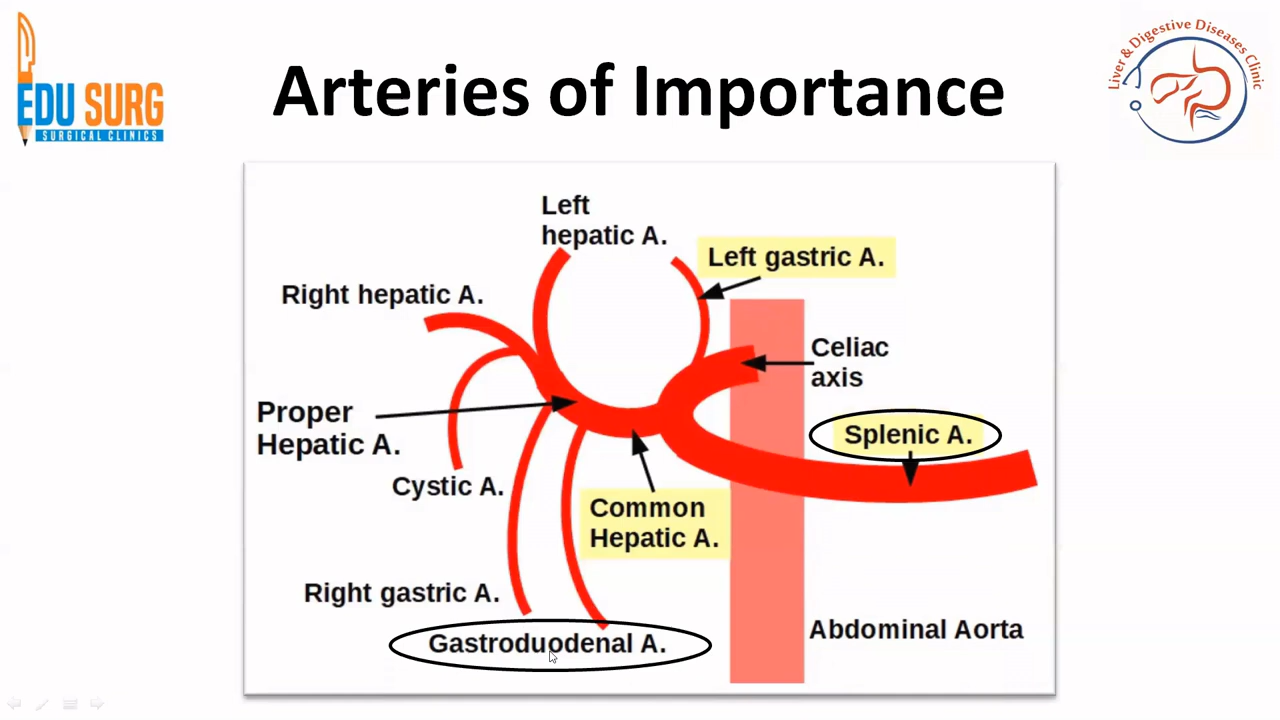 EDU SURG
SURGICAL CLINICS
Arteries of Importance
Liver & Digestive Diseases Clinic
Left
hepatic A.
Left gastric A.
Right hepatic A.
Celiac
axis
Proper
Hepatic A.
Splenic A.
Cystic A.
Common
Hepatic A.
Right gastric A.
Gastroduodenal A.
Abdominal Aorta